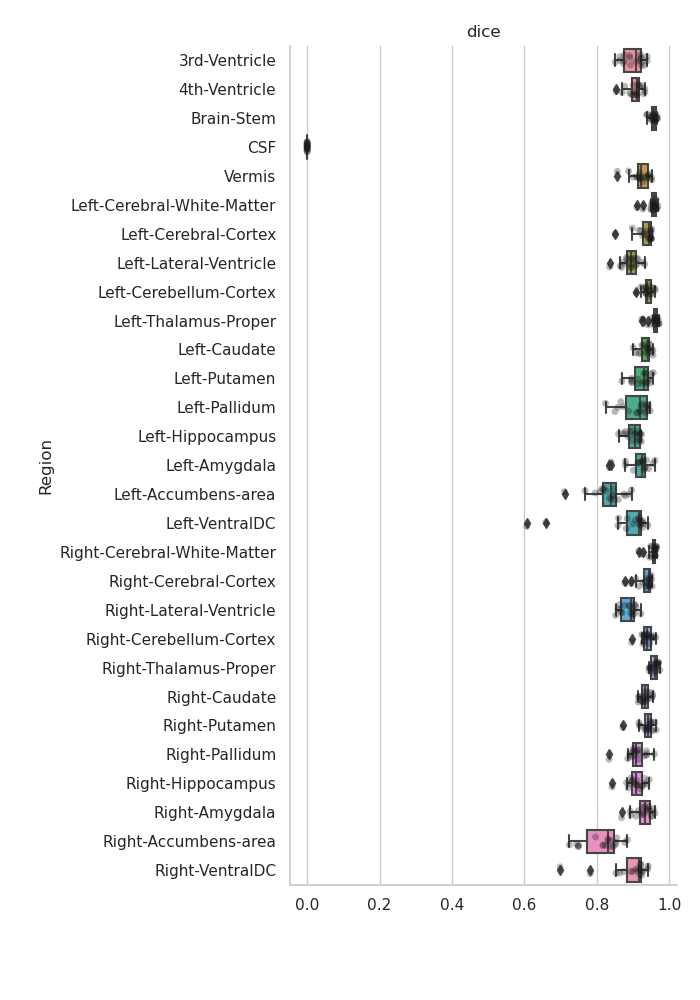 dice
3rd-Ventricle
4th-Ventricle
Brain-Stem
CSF
Vermis
Left-Cerebral-White-Matter
Left-Cerebral-Cortex
Left-Lateral-Ventricle
Left-Cerebellum-Cortex
Left-Thalamus-Proper
Left-Caudate
Left-Putamen
Left-Pallidum
Left-Hippocampus
Left-Amygdala
Left-Accumbens-area
Left-VentralDC
Right-Cerebral-White-Matter
Right-Cerebral-Cortex
Right-Lateral-Ventricle
Right-Cerebellum-Cortex
Right-Thalamus-Proper
Right-Caudate
Right-Putamen
Right-Pallidum
Right-Hippocampus
Right-Amygdala
Right-Accumbens-area
Right-VentralDC
Region
0.0 0.2 0.4 0.6 0.8 1.0